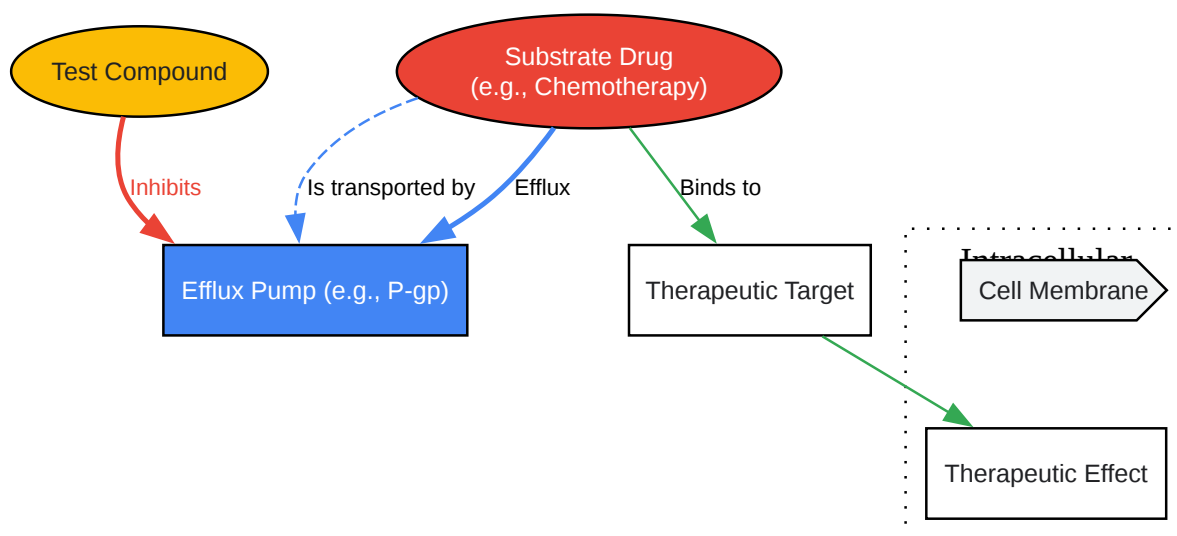 Test Compound
Substrate Drug
(e.g., Chemotherapy)
Inhibits
Is transported by
Efflux
Binds to
Intracellular
Efflux Pump (e.g., P-gp)
Therapeutic Target
Cell Membrane
Therapeutic Effect